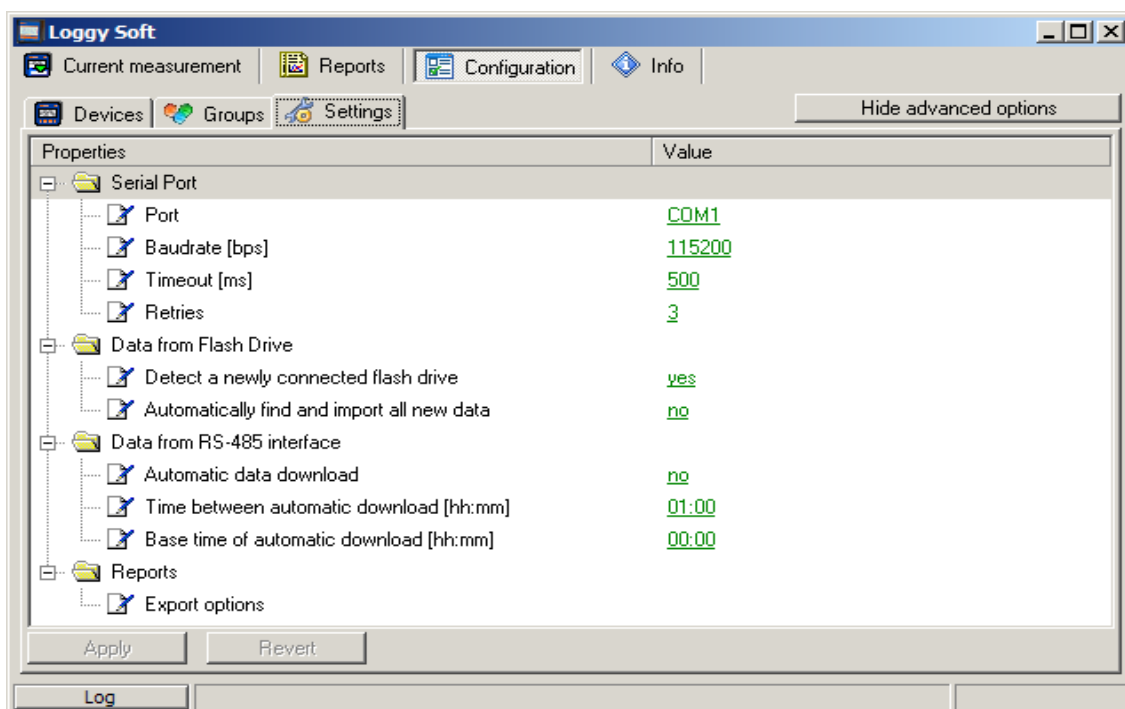 Loggy Soft
Current measurement Reports Configuration Info
Devices Groups Settings Hide advanced options
Properties Value
Serial Port
Port COM1
Baudrate [bps] 115200
Timeout [ms] 500
Retries 3
Data from Flash Drive
Detect a newly connected flash drive yes
Automatically find and import all new data no
Data from RS-485 interface
Automatic data download no
Time between automatic download [hh:mm] 01:00
Base time of automatic download [hh:mm] 00:00
Reports
Export options
Apply Revert
Log